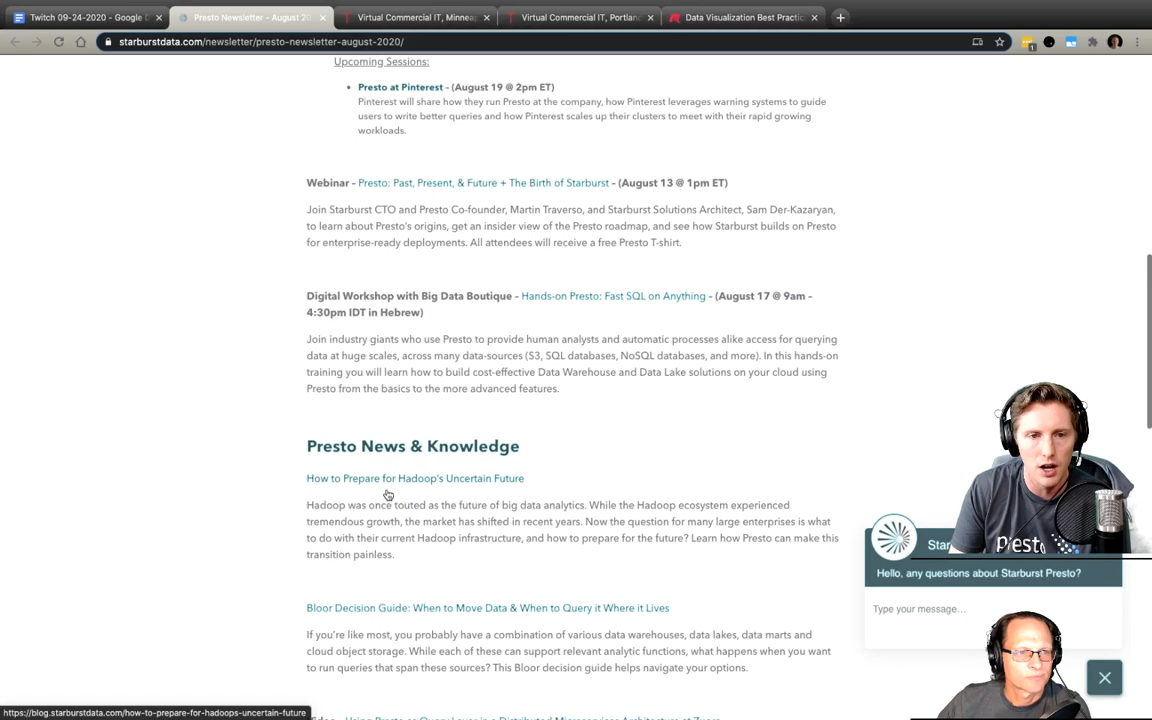 Twitch 09-24-2020 - Google D
Presto Newsletter - August 20
Virtual Commercial IT, Minneap
Virtual Commercial IT, Portland
Data Visualization Best Practic
starburstdata.com/newsletter/presto-newsletter-august-2020/
Upcoming Sessions:
• Presto at Pinterest – (August 19 @ 2pm ET)
Pinterest will share how they run Presto at the company, how Pinterest leverages warning systems to guide
users to write better queries and how Pinterest scales up their clusters to meet with their rapid growing
workloads.
Webinar – Presto: Past, Present, & Future + The Birth of Starburst – (August 13 @ 1pm ET)
Join Starburst CTO and Presto Co-founder, Martin Traverso, and Starburst Solutions Architect, Sam Der-Kazaryan,
to learn about Presto's origins, get an insider view of the Presto roadmap, and see how Starburst builds on Presto
for enterprise-ready deployments. All attendees will receive a free Presto T-shirt.
Digital Workshop with Big Data Boutique – Hands-on Presto: Fast SQL on Anything – (August 17 @ 9am –
4:30pm IDT in Hebrew)
Join industry giants who use Presto to provide human analysts and automatic processes alike access for querying
data at huge scales, across many data-sources (S3, SQL databases, NoSQL databases, and more). In this hands-on
training you will learn how to build cost-effective Data Warehouse and Data Lake solutions on your cloud using
Presto from the basics to the more advanced features.
Presto News & Knowledge
How to Prepare for Hadoop's Uncertain Future
Hadoop was once touted as the future of big data analytics. While the Hadoop ecosystem experienced
tremendous growth, the market has shifted in recent years. Now the question for many large enterprises is what
to do with their current Hadoop infrastructure, and how to prepare for the future? Learn how Presto can make this
transition painless.
Bloor Decision Guide: When to Move Data & When to Query it Where it Lives
If you're like most, you probably have a combination of various data warehouses, data lakes, data marts and
cloud object storage. While each of these can support relevant analytic functions, what happens when you want
to run queries that span these sources? This Bloor decision guide helps navigate your options.
Using Presto as Query Layer in a Distributed Microservices Architecture at
presto
Star
Hello, any questions about Starburst Presto?
Type your message...
https://blog.starburstdata.com/how-to-prepare-for-hadoops-uncertain-future